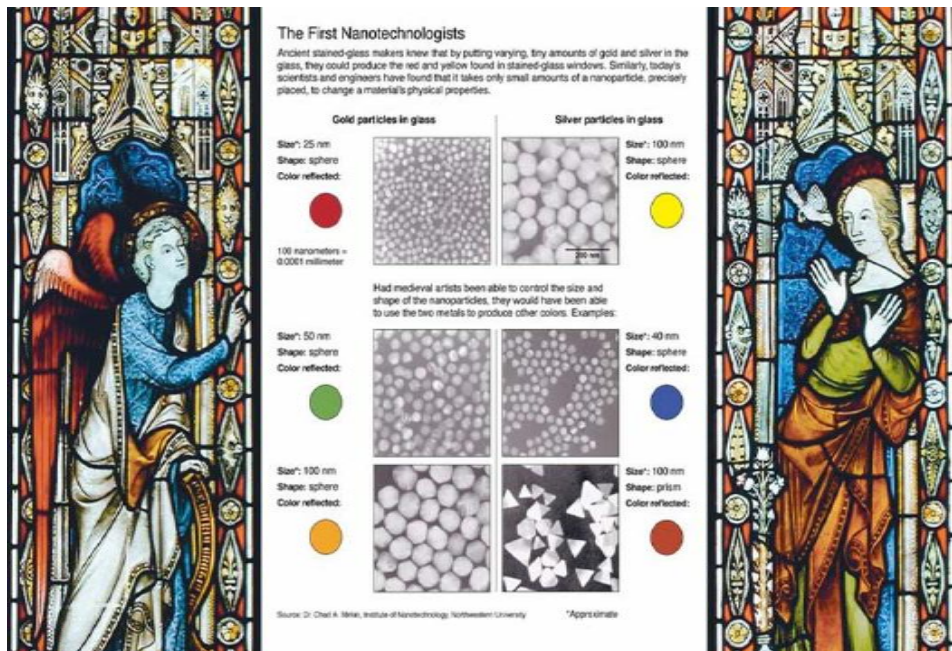 The First Nanotechnologists
Ancient stained-glass makers knew that by putting varying, tiny amounts of gold and silver in the
glass, they could produce the red and yellow found in stained-glass windows. Similarly, today's
scientists and engineers have found that it takes only small amounts of a nanoparticle, precisely
placed, to change a material's physical properties.
Gold particles in glass
Silver particles in glass
Size*: 25 nm
Shape: sphere
Color reflected:
100 nanometers =
0.0001 millimeter
Size*: 100 nm
Shape: sphere
Color reflected:
200 nm
Had medieval artists been able to control the size and
shape of the nanoparticles, they would have been able
to use the two metals to produce other colors. Examples:
Size*: 50 nm
Shape: sphere
Color reflected:
Size*: 40 nm
Shape: sphere
Color reflected:
Size*: 100 nm
Shape: sphere
Color reflected:
Size*: 100 nm
Shape: prism
Color reflected:
Source: Dr. Chad A. Mirkin, Institute of Nanotechnology, Northwestern University
*Approximate